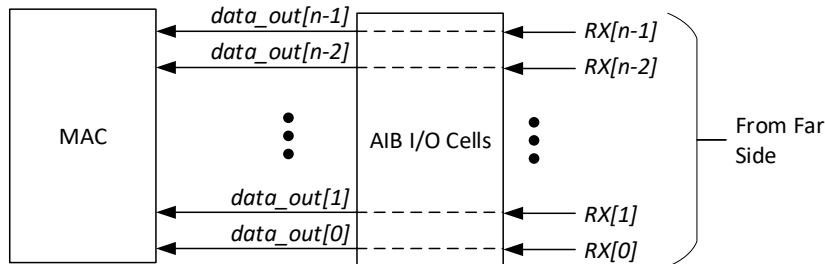 data_out[n-1]
RX[n-1]
data_out[n-2]
RX[n-2]
MAC
AIB I/O Cells
From Far
Side
data_out[1]
RX[1]
data_out[0]
RX[0]